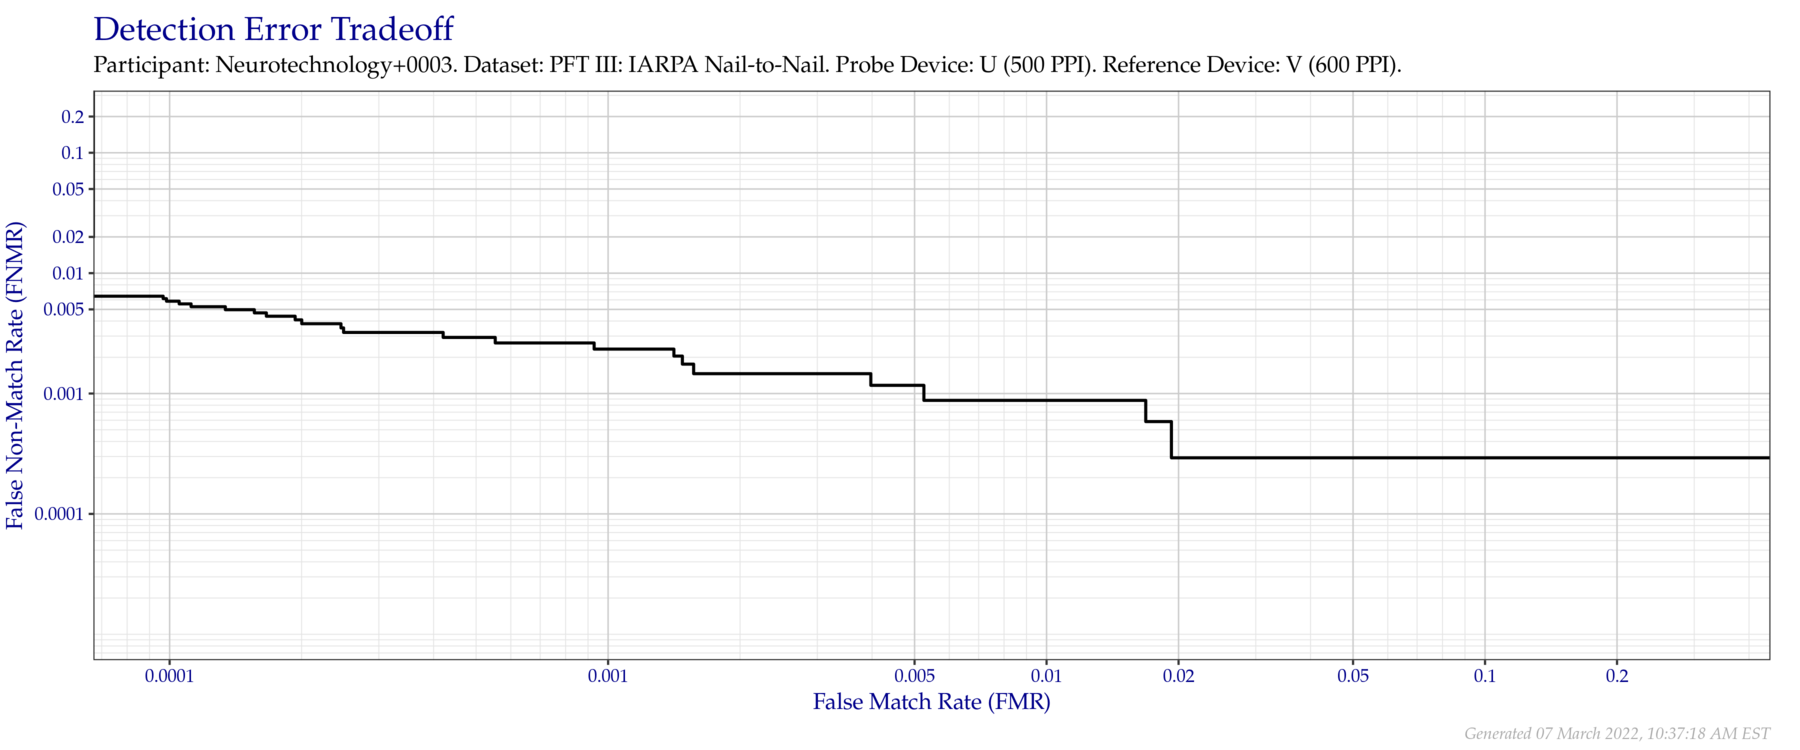 Detection Error Tradeoff
Participant: Neurotechnology+0003. Dataset: PFT III: IARPA Nail-to-Nail. Probe Device: U (500 PPI). Reference Device: V (600 PPI).
False Non-Match Rate (FNMR)
0.2
0.1
0.05
0.02
0.01
0.005
0.001
0.0001
0.0001 0.001 0.005 0.01 0.02 0.05 0.1 0.2
False Match Rate (FMR)
Generated 07 March 2022, 10:37:18 AM EST